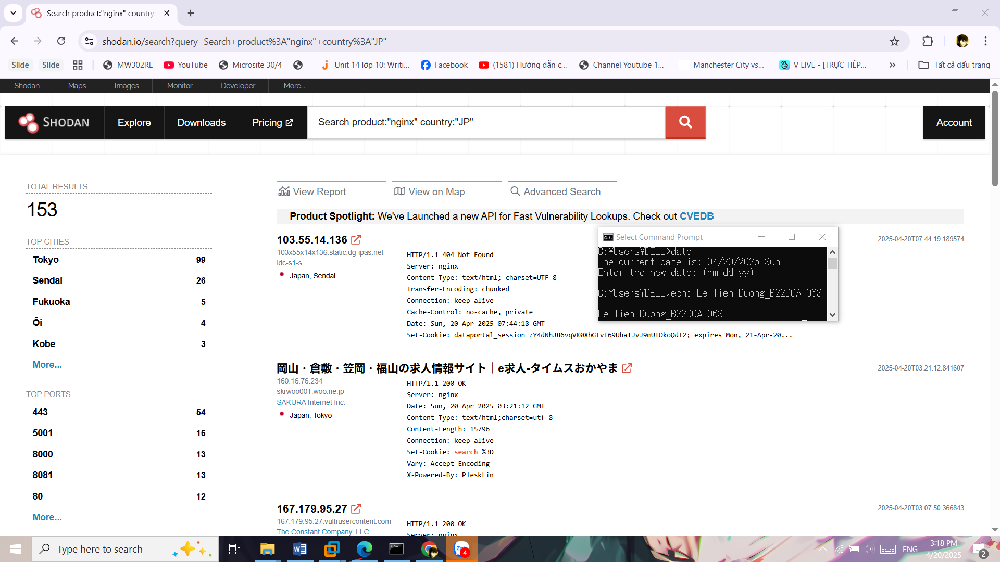 Search product:"nginx" country:
shodan.io/search?query=Search+product%3A"nginx"+country%3A"JP"
Slide
Slide
MW302RE
YouTube
Microsite 30/4
Unit 14 lớp 10: Writi...
Facebook
(1581) Hướng dẫn c...
Channel Youtube 1...
Manchester City vs...
V LIVE - [TRỰC TIẾP...
Tất cả dấu trang
Shodan
Maps
Images
Monitor
Developer
More...
SHODAN
Explore
Downloads
Pricing
Search product:"nginx" country:"JP"
Account
TOTAL RESULTS
153
TOP CITIES
Tokyo 99
Sendai 26
Fukuoka 5
Ōi 4
Kobe 3
More...
TOP PORTS
443 54
5001 16
8000 13
8081 13
80 12
More...
View Report
View on Map
Advanced Search
Product Spotlight: We've Launched a new API for Fast Vulnerability Lookups. Check out CVEDB
103.55.14.136
2025-04-20T07:44:19.189574
103x55x14x136.static.dg-ipas.net
idc-s1-s
Japan, Sendai
HTTP/1.1 404 Not Found
Server: nginx
Content-Type: text/html; charset=UTF-8
Transfer-Encoding: chunked
Connection: keep-alive
Cache-Control: no-cache, private
Date: Sun, 20 Apr 2025 07:44:18 GMT
Set-Cookie: dataportal_session=zY4dNhJ86vqVK0XbGTvI69UhaIJvJ9mUTOkoQdT2; expires=Mon, 21-Apr-20...
Select Command Prompt
C:\Users\DELL>date
The current date is: 04/20/2025 Sun
Enter the new date: (mm-dd-yy)
C:\Users\DELL>echo Le Tien Duong_B22DCAT063
Le Tien Duong_B22DCAT063
岡山・倉敷・笠岡・福山の求人情報サイト｜e求人-タイムスおかやま
2025-04-20T03:21:12.841607
160.16.76.234
skrwoo001.woo.ne.jp
SAKURA Internet Inc.
Japan, Tokyo
HTTP/1.1 200 OK
Server: nginx
Date: Sun, 20 Apr 2025 03:21:12 GMT
Content-Type: text/html;charset=utf-8
Content-Length: 15796
Connection: keep-alive
Set-Cookie: search=%3D
Vary: Accept-Encoding
X-Powered-By: PleskLin
167.179.95.27
2025-04-20T03:07:50.366843
167.179.95.27.vultrusercontent.com
The Constant Company, LLC
HTTP/1.1 200 OK
Server: nginx
Type here to search
4
ENG
3:18 PM
4/20/2025
2